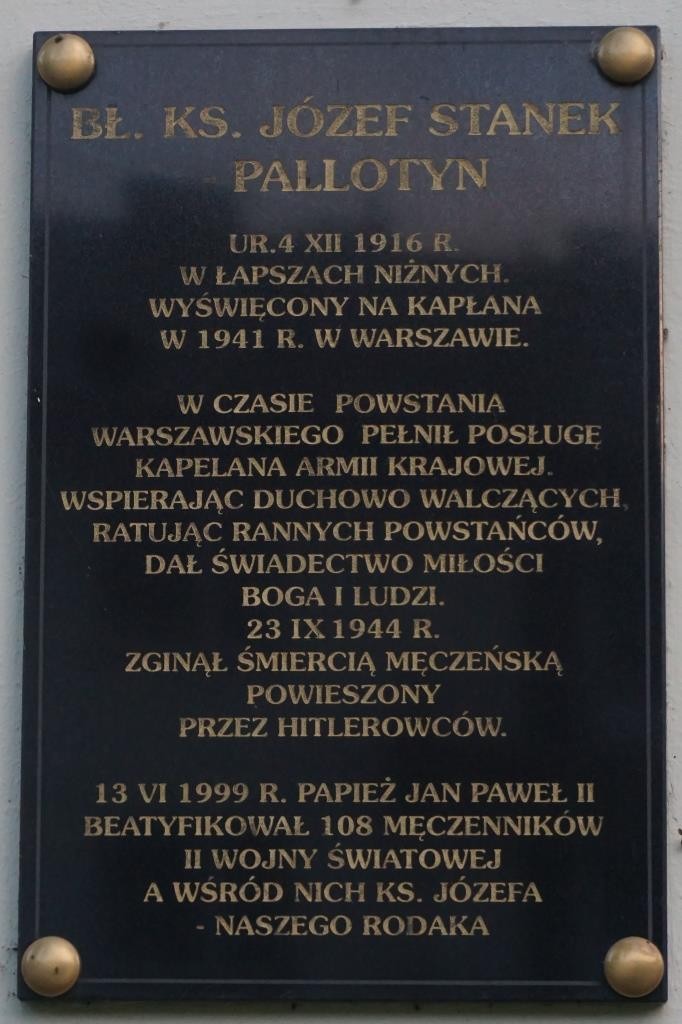 BŁ. KS. JÓZEF STANEK
- PALLOTYN
UR.4 XII 1916 R.
W ŁAPSZACH NIŻNYCH.
WYŚWIĘCONY NA KAPŁANA
W 1941 R. W WARSZAWIE.
W CZASIE POWSTANIA
WARSZAWSKIEGO PEŁNIŁ POSŁUGĘ
KAPELANA ARMII KRAJOWEJ.
WSPIERAJĄC DUCHOWO WALCZĄCYCH,
RATUJĄC RANNYCH POWSTAŃCÓW,
DAŁ ŚWIADECTWO MIŁOŚCI
BOGA I LUDZI.
23 IX 1944 R.
ZGINĄŁ ŚMIERCIĄ MĘCZEŃSKĄ
POWIESZONY
PRZEZ HITLEROWCÓW.
13 VI 1999 R. PAPIEŻ JAN PAWEŁ II
BEATYFIKOWAŁ 108 MĘCZENNIKÓW
II WOJNY ŚWIATOWEJ
A WŚRÓD NICH KS. JÓZEFA
- NASZEGO RODAKA